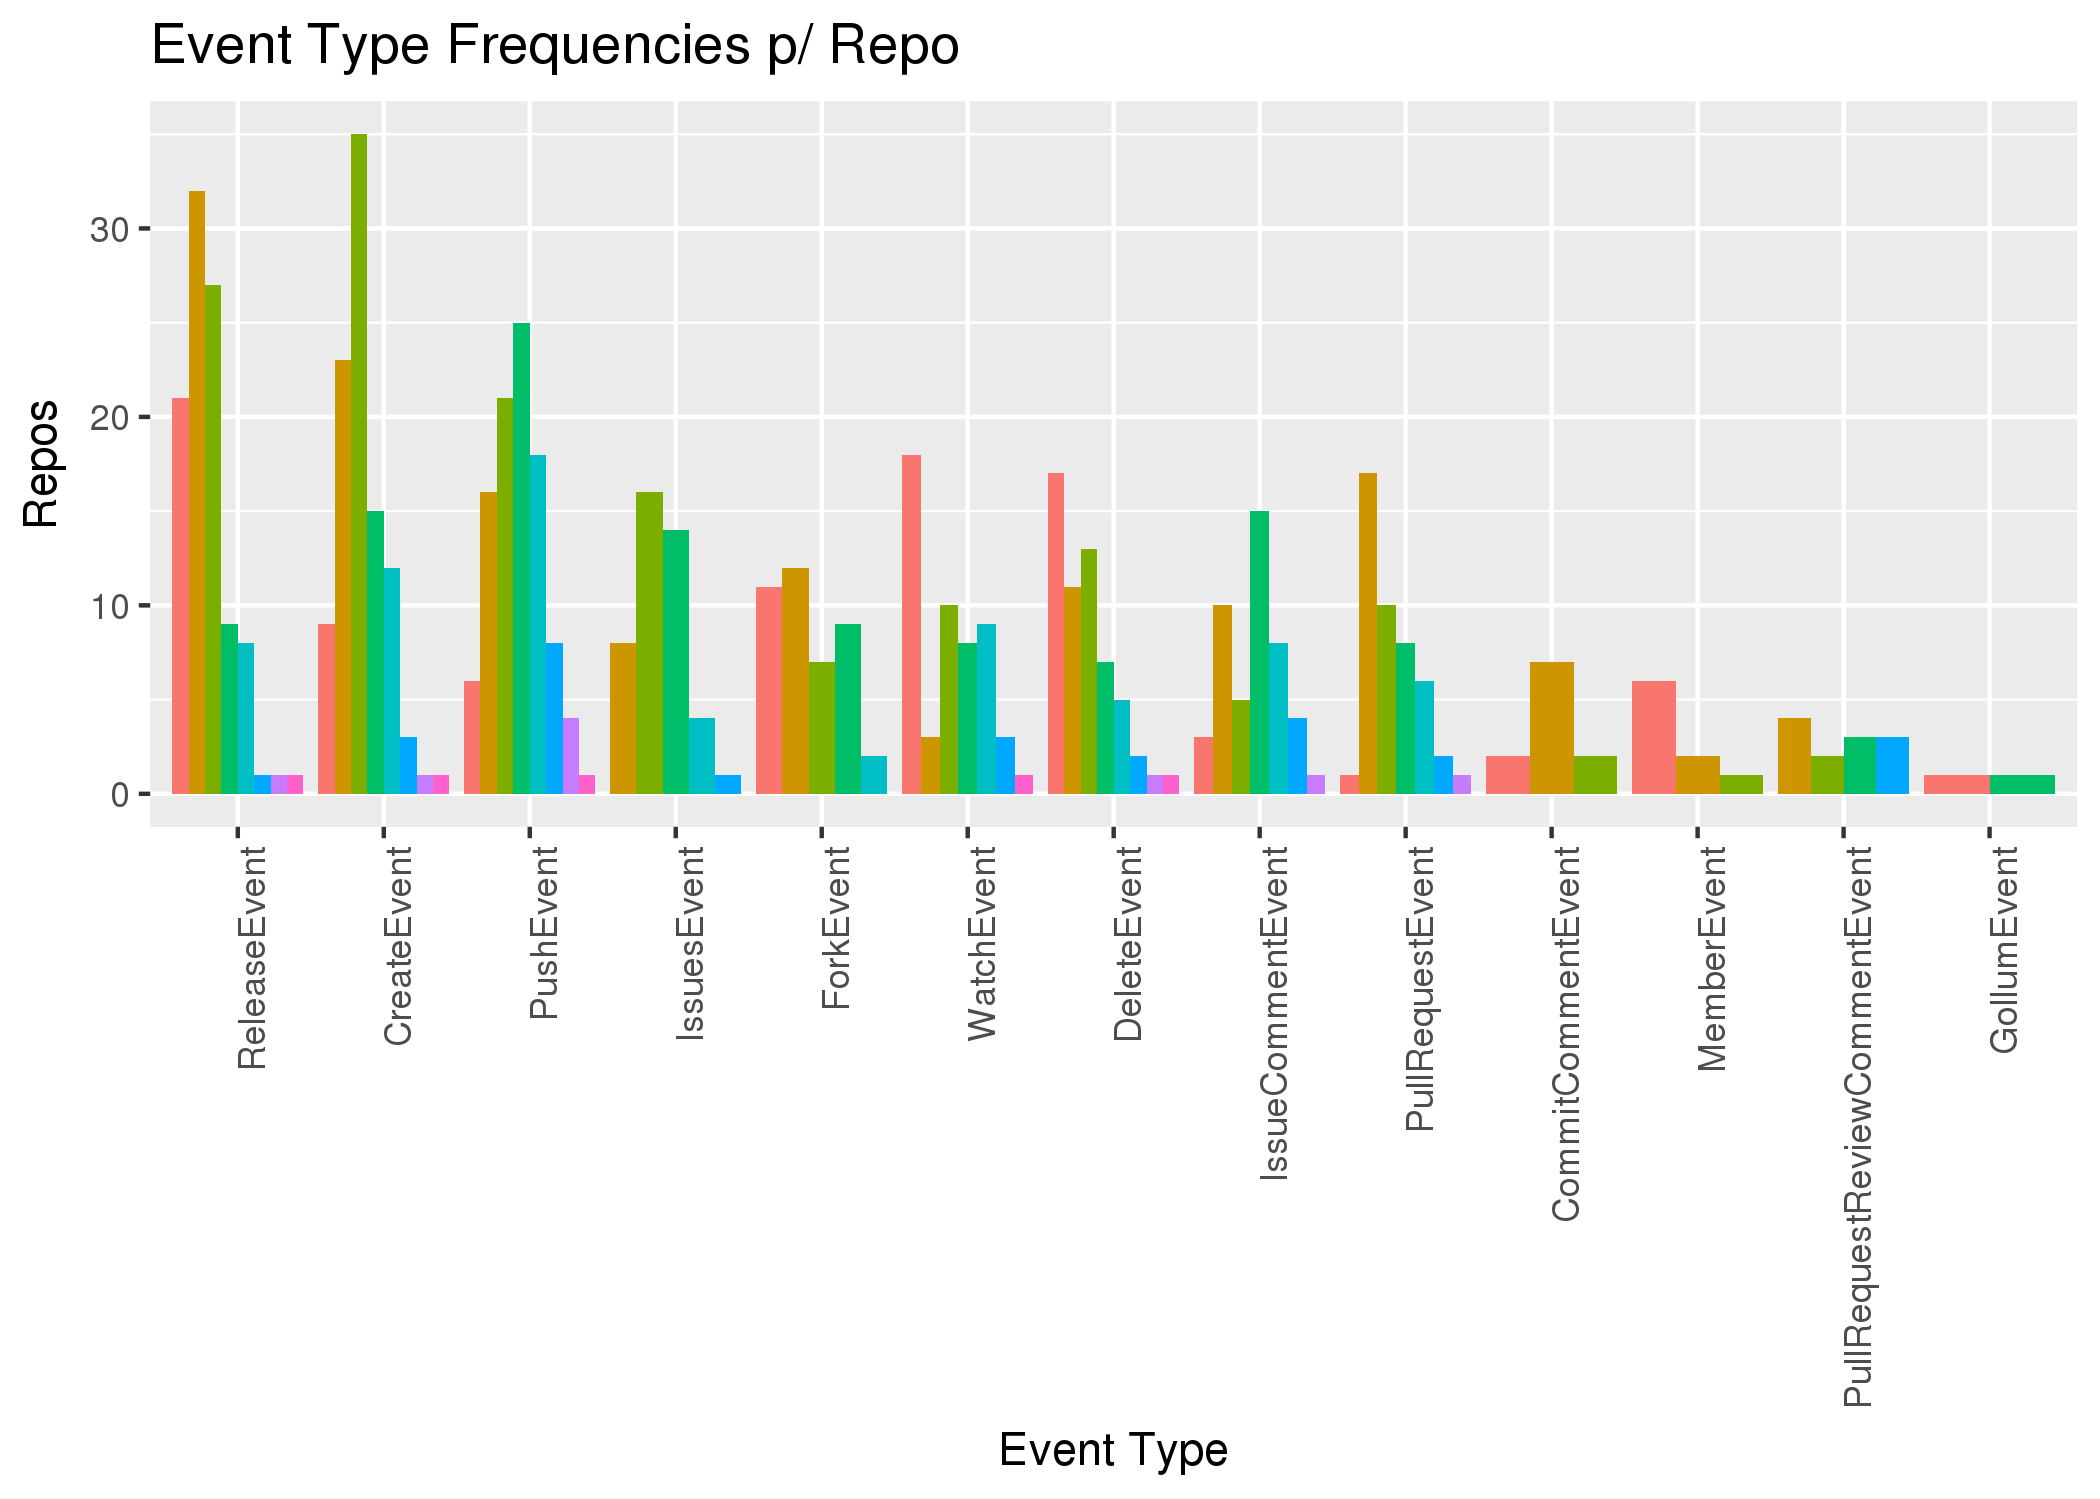 Event Type Frequencies p/ Repo
Repos
30
20
10
0
ReleaseEvent
CreateEvent
PushEvent
IssuesEvent
ForkEvent
WatchEvent
DeleteEvent
IssueCommentEvent
PullRequestEvent
CommitCommentEvent
MemberEvent
PullRequestReviewCommentEvent
GollumEvent
Event Type